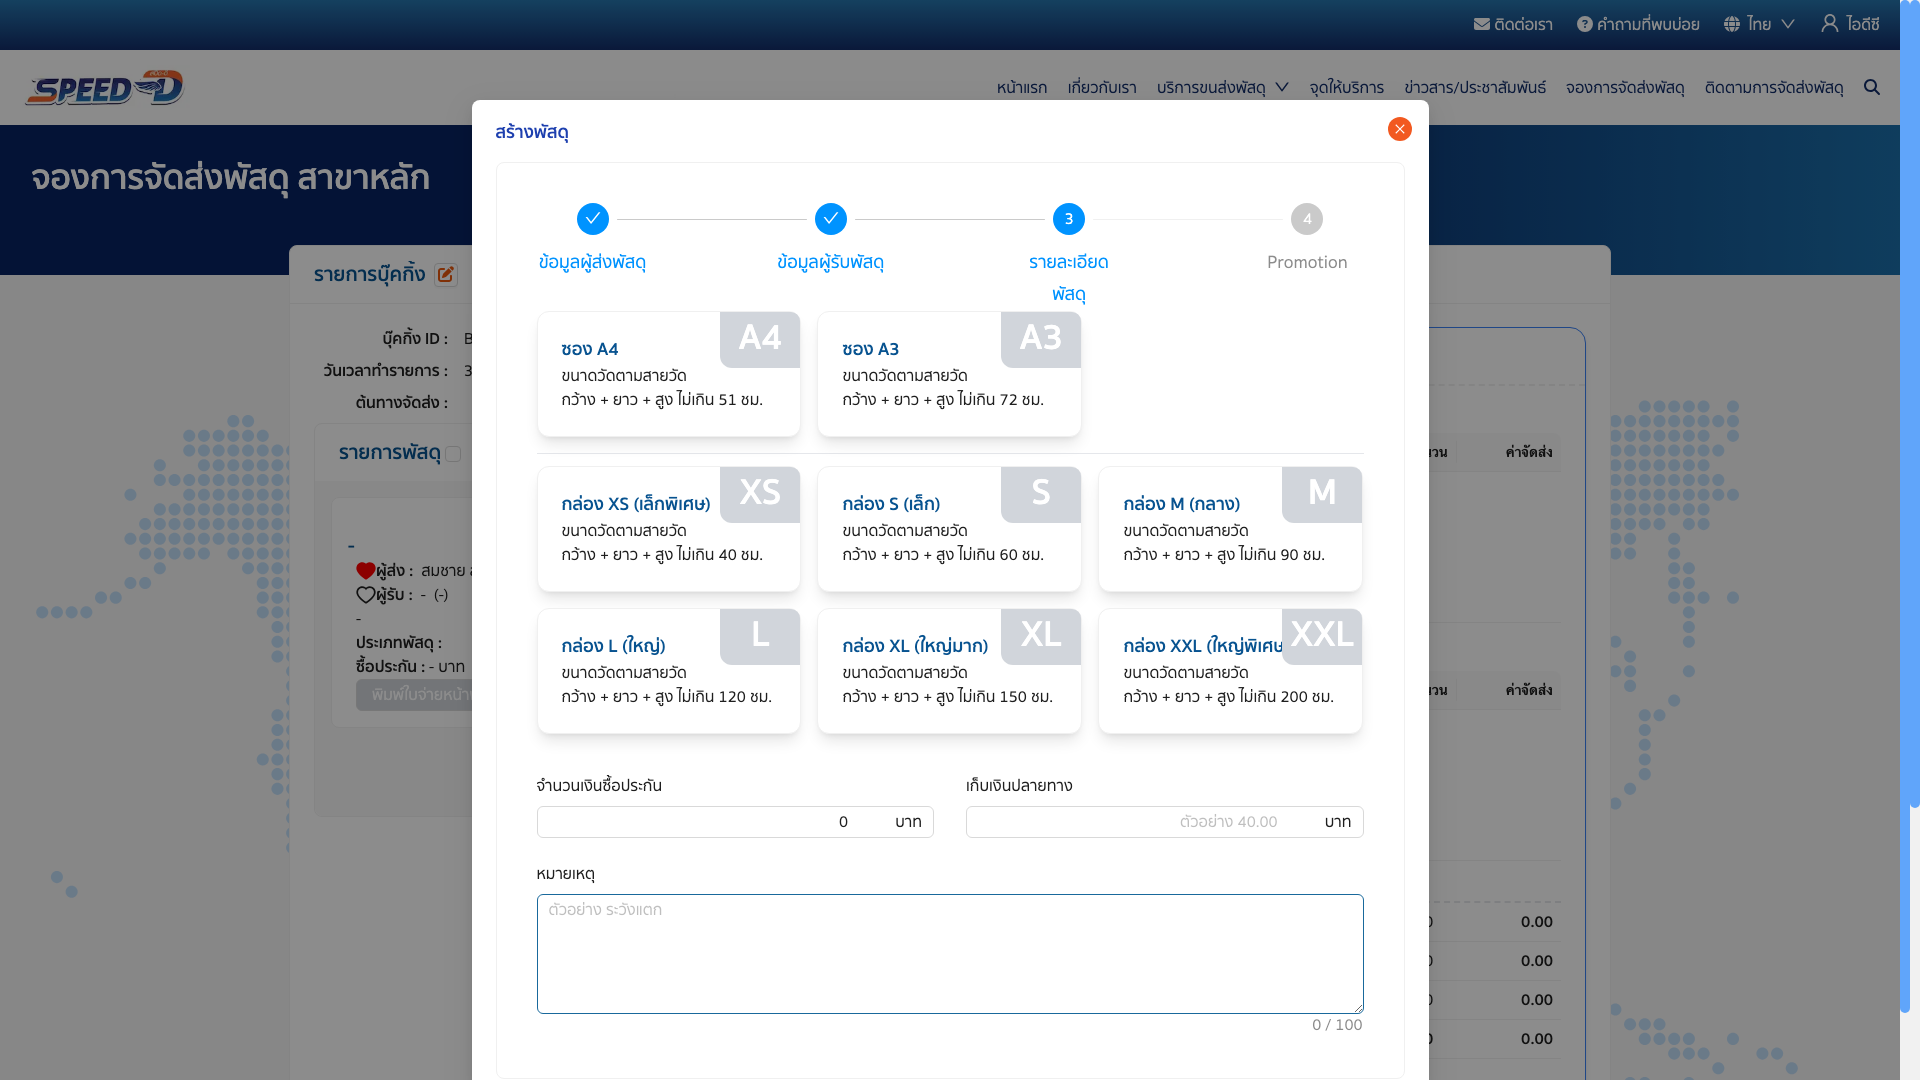 ติดต่อเรา คำถามที่พบบ่อย ไทย ไอดีซี
SPEED-D
หน้าแรก เกี่ยวกับเรา บริการขนส่งพัสดุ จุดให้บริการ ข่าวสาร/ประชาสัมพันธ์ จองการจัดส่งพัสดุ ติดตามการจัดส่งพัสดุ
จองการจัดส่งพัสดุ สาขาหลัก
สร้างพัสดุ
3
4
ข้อมูลผู้ส่งพัสดุ
ข้อมูลผู้รับพัสดุ
รายละเอียด
พัสดุ
Promotion
รายการบุ๊คกิ้ง
บุ๊คกิ้ง ID :
วันเวลาทำรายการ : 3
ต้นทางจัดส่ง :
รายการพัสดุ
-
ผู้ส่ง : สมชาย
ผู้รับ : - (-)
-
ประเภทพัสดุ :
ซื้อประกัน : - บาท
พิมพ์ใบจ่ายหน้า
ซอง A4
A4
ขนาดวัดตามสายวัด
กว้าง + ยาว + สูง ไม่เกิน 51 ซม.
ซอง A3
A3
ขนาดวัดตามสายวัด
กว้าง + ยาว + สูง ไม่เกิน 72 ซม.
กล่อง XS (เล็กพิเศษ)
XS
ขนาดวัดตามสายวัด
กว้าง + ยาว + สูง ไม่เกิน 40 ซม.
กล่อง S (เล็ก)
S
ขนาดวัดตามสายวัด
กว้าง + ยาว + สูง ไม่เกิน 60 ซม.
กล่อง M (กลาง)
M
ขนาดวัดตามสายวัด
กว้าง + ยาว + สูง ไม่เกิน 90 ซม.
กล่อง L (ใหญ่)
L
ขนาดวัดตามสายวัด
กว้าง + ยาว + สูง ไม่เกิน 120 ซม.
กล่อง XL (ใหญ่มาก)
XL
ขนาดวัดตามสายวัด
กว้าง + ยาว + สูง ไม่เกิน 150 ซม.
กล่อง XXL (ใหญ่พิเศษ
XXL
ขนาดวัดตามสายวัด
กว้าง + ยาว + สูง ไม่เกิน 200 ซม.
จำนวนเงินซื้อประกัน
0 บาท
เก็บเงินปลายทาง
ตัวอย่าง 40.00 บาท
หมายเหตุ
ตัวอย่าง ระวังแตก
0 / 100
ค่าจัดส่ง
ค่าจัดส่ง
0.00
0.00
0.00
0.00